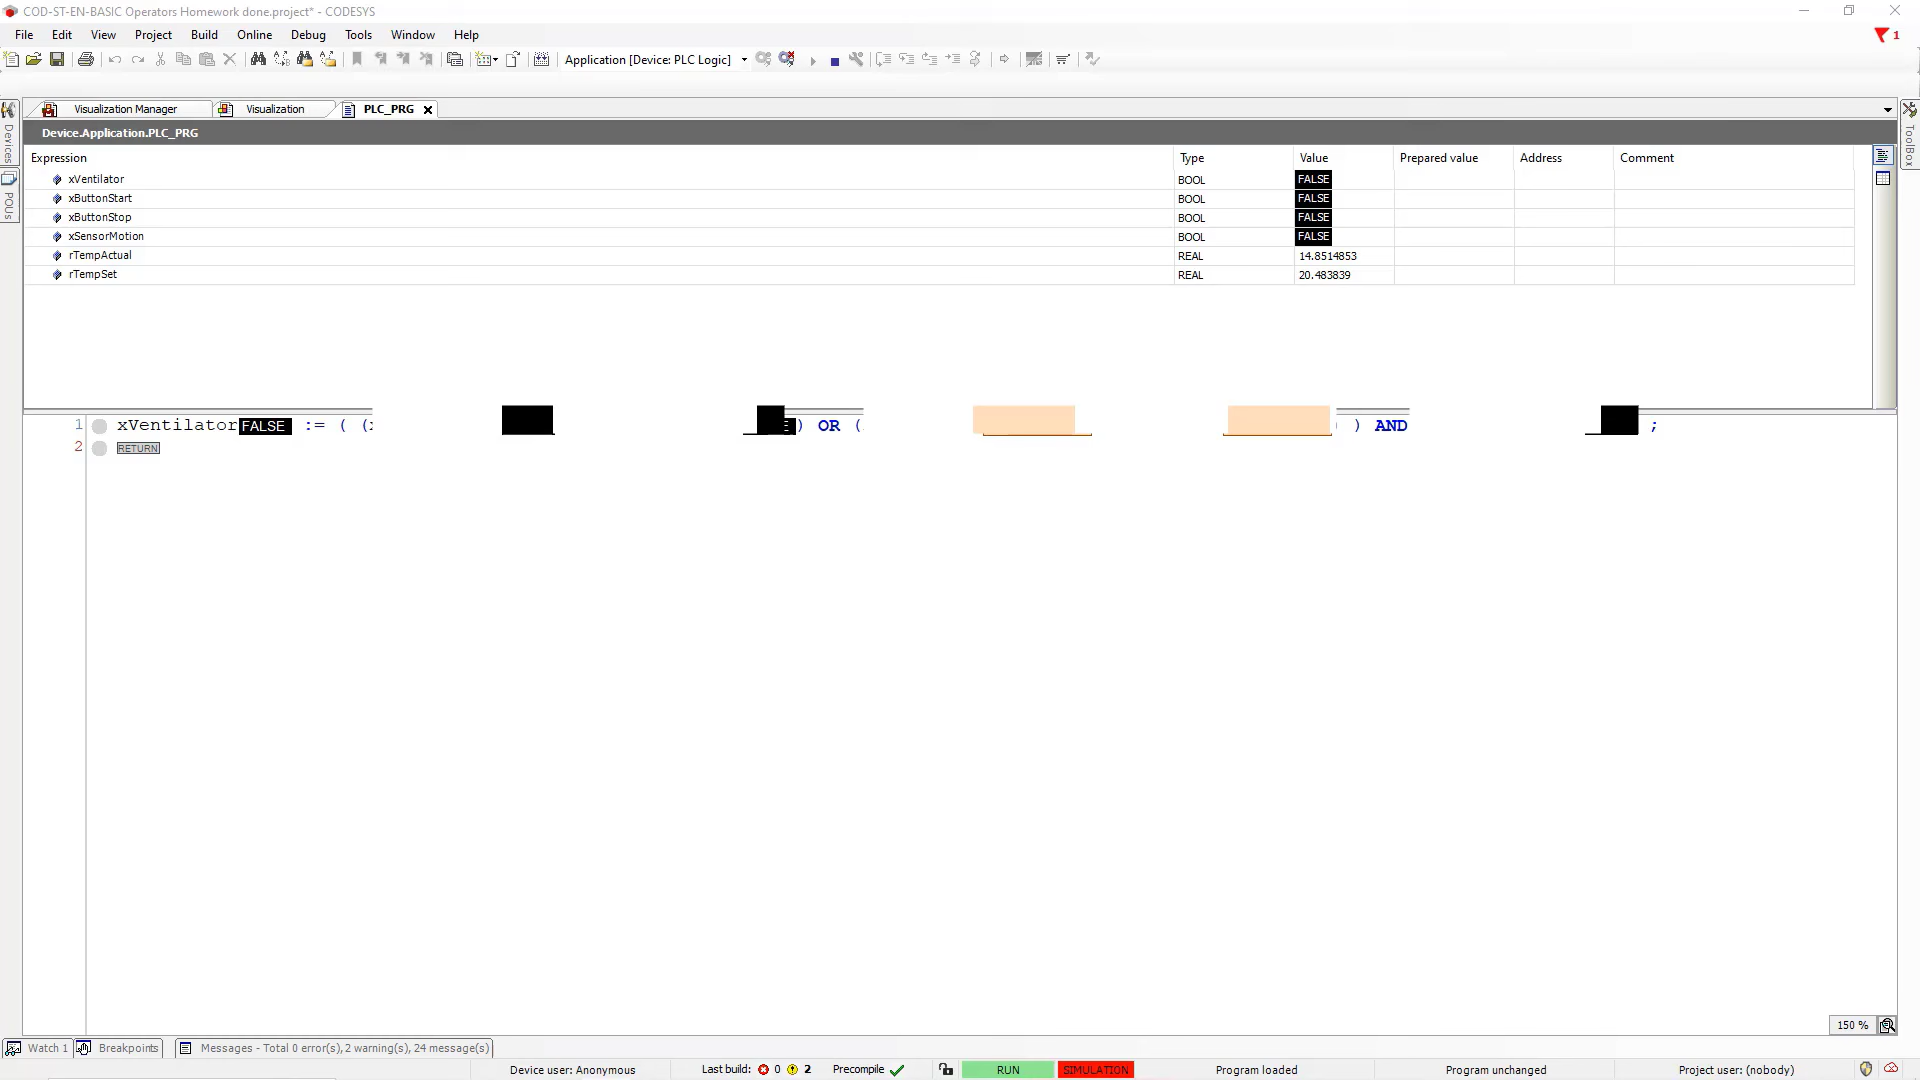 COD-ST-EN-BASIC Operators Homework done.project* - CODESYS
File Edit View Project Build Online Debug Tools Window Help
1
Application [Device: PLC Logic]
Visualization Manager Visualization PLC_PRG
Device.Application.PLC_PRG
Expression Type Value Prepared value Address Comment
xVentilator BOOL FALSE
xButtonStart BOOL FALSE
xButtonStop BOOL FALSE
xSensorMotion BOOL FALSE
rTempActual REAL 14.8514853
rTempSet REAL 20.483839
1 xVentilator FALSE := ( ( ) OR ( ) ) AND ;
2 RETURN
Devices
POUs
ToolBox
150 %
Watch 1 Breakpoints Messages - Total 0 error(s), 2 warning(s), 24 message(s)
Device user: Anonymous Last build: 0 2 Precompile RUN SIMULATION Program loaded Program unchanged Project user: (nobody)